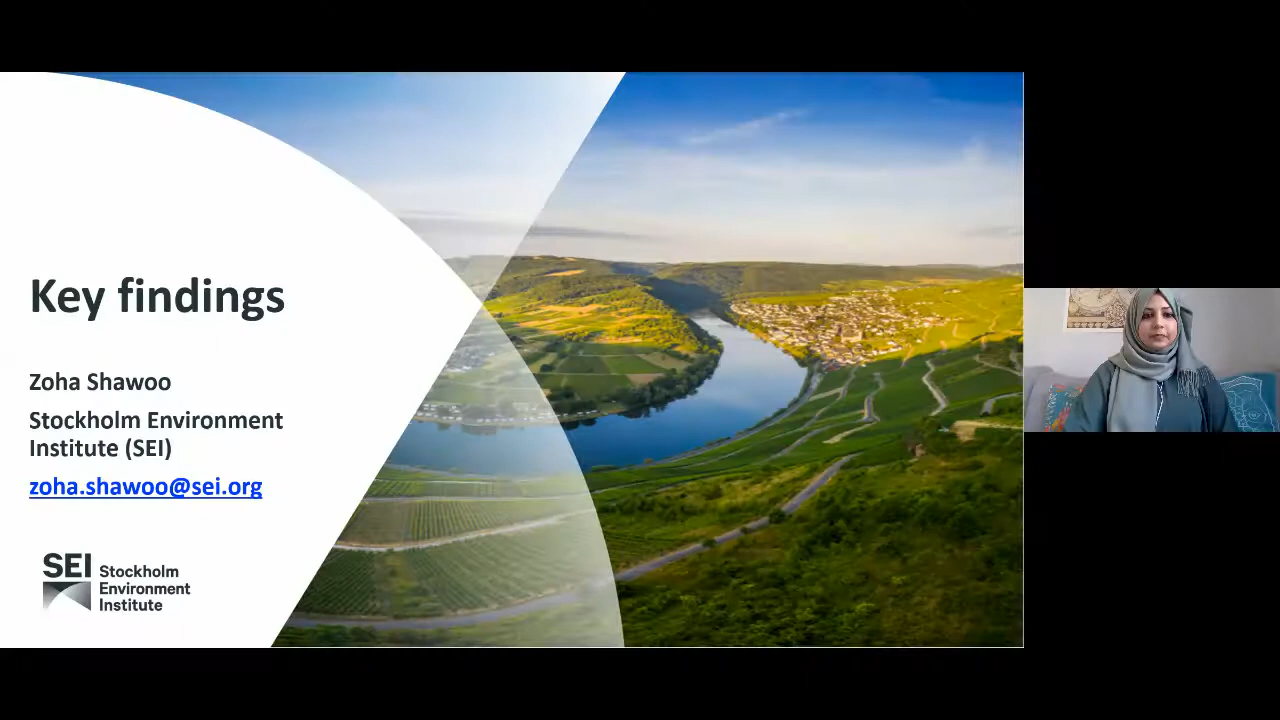 Key findings
Zoha Shawoo
Stockholm Environment
Institute (SEI)
zoha.shawoo@sei.org
SEI Stockholm
Environment
Institute